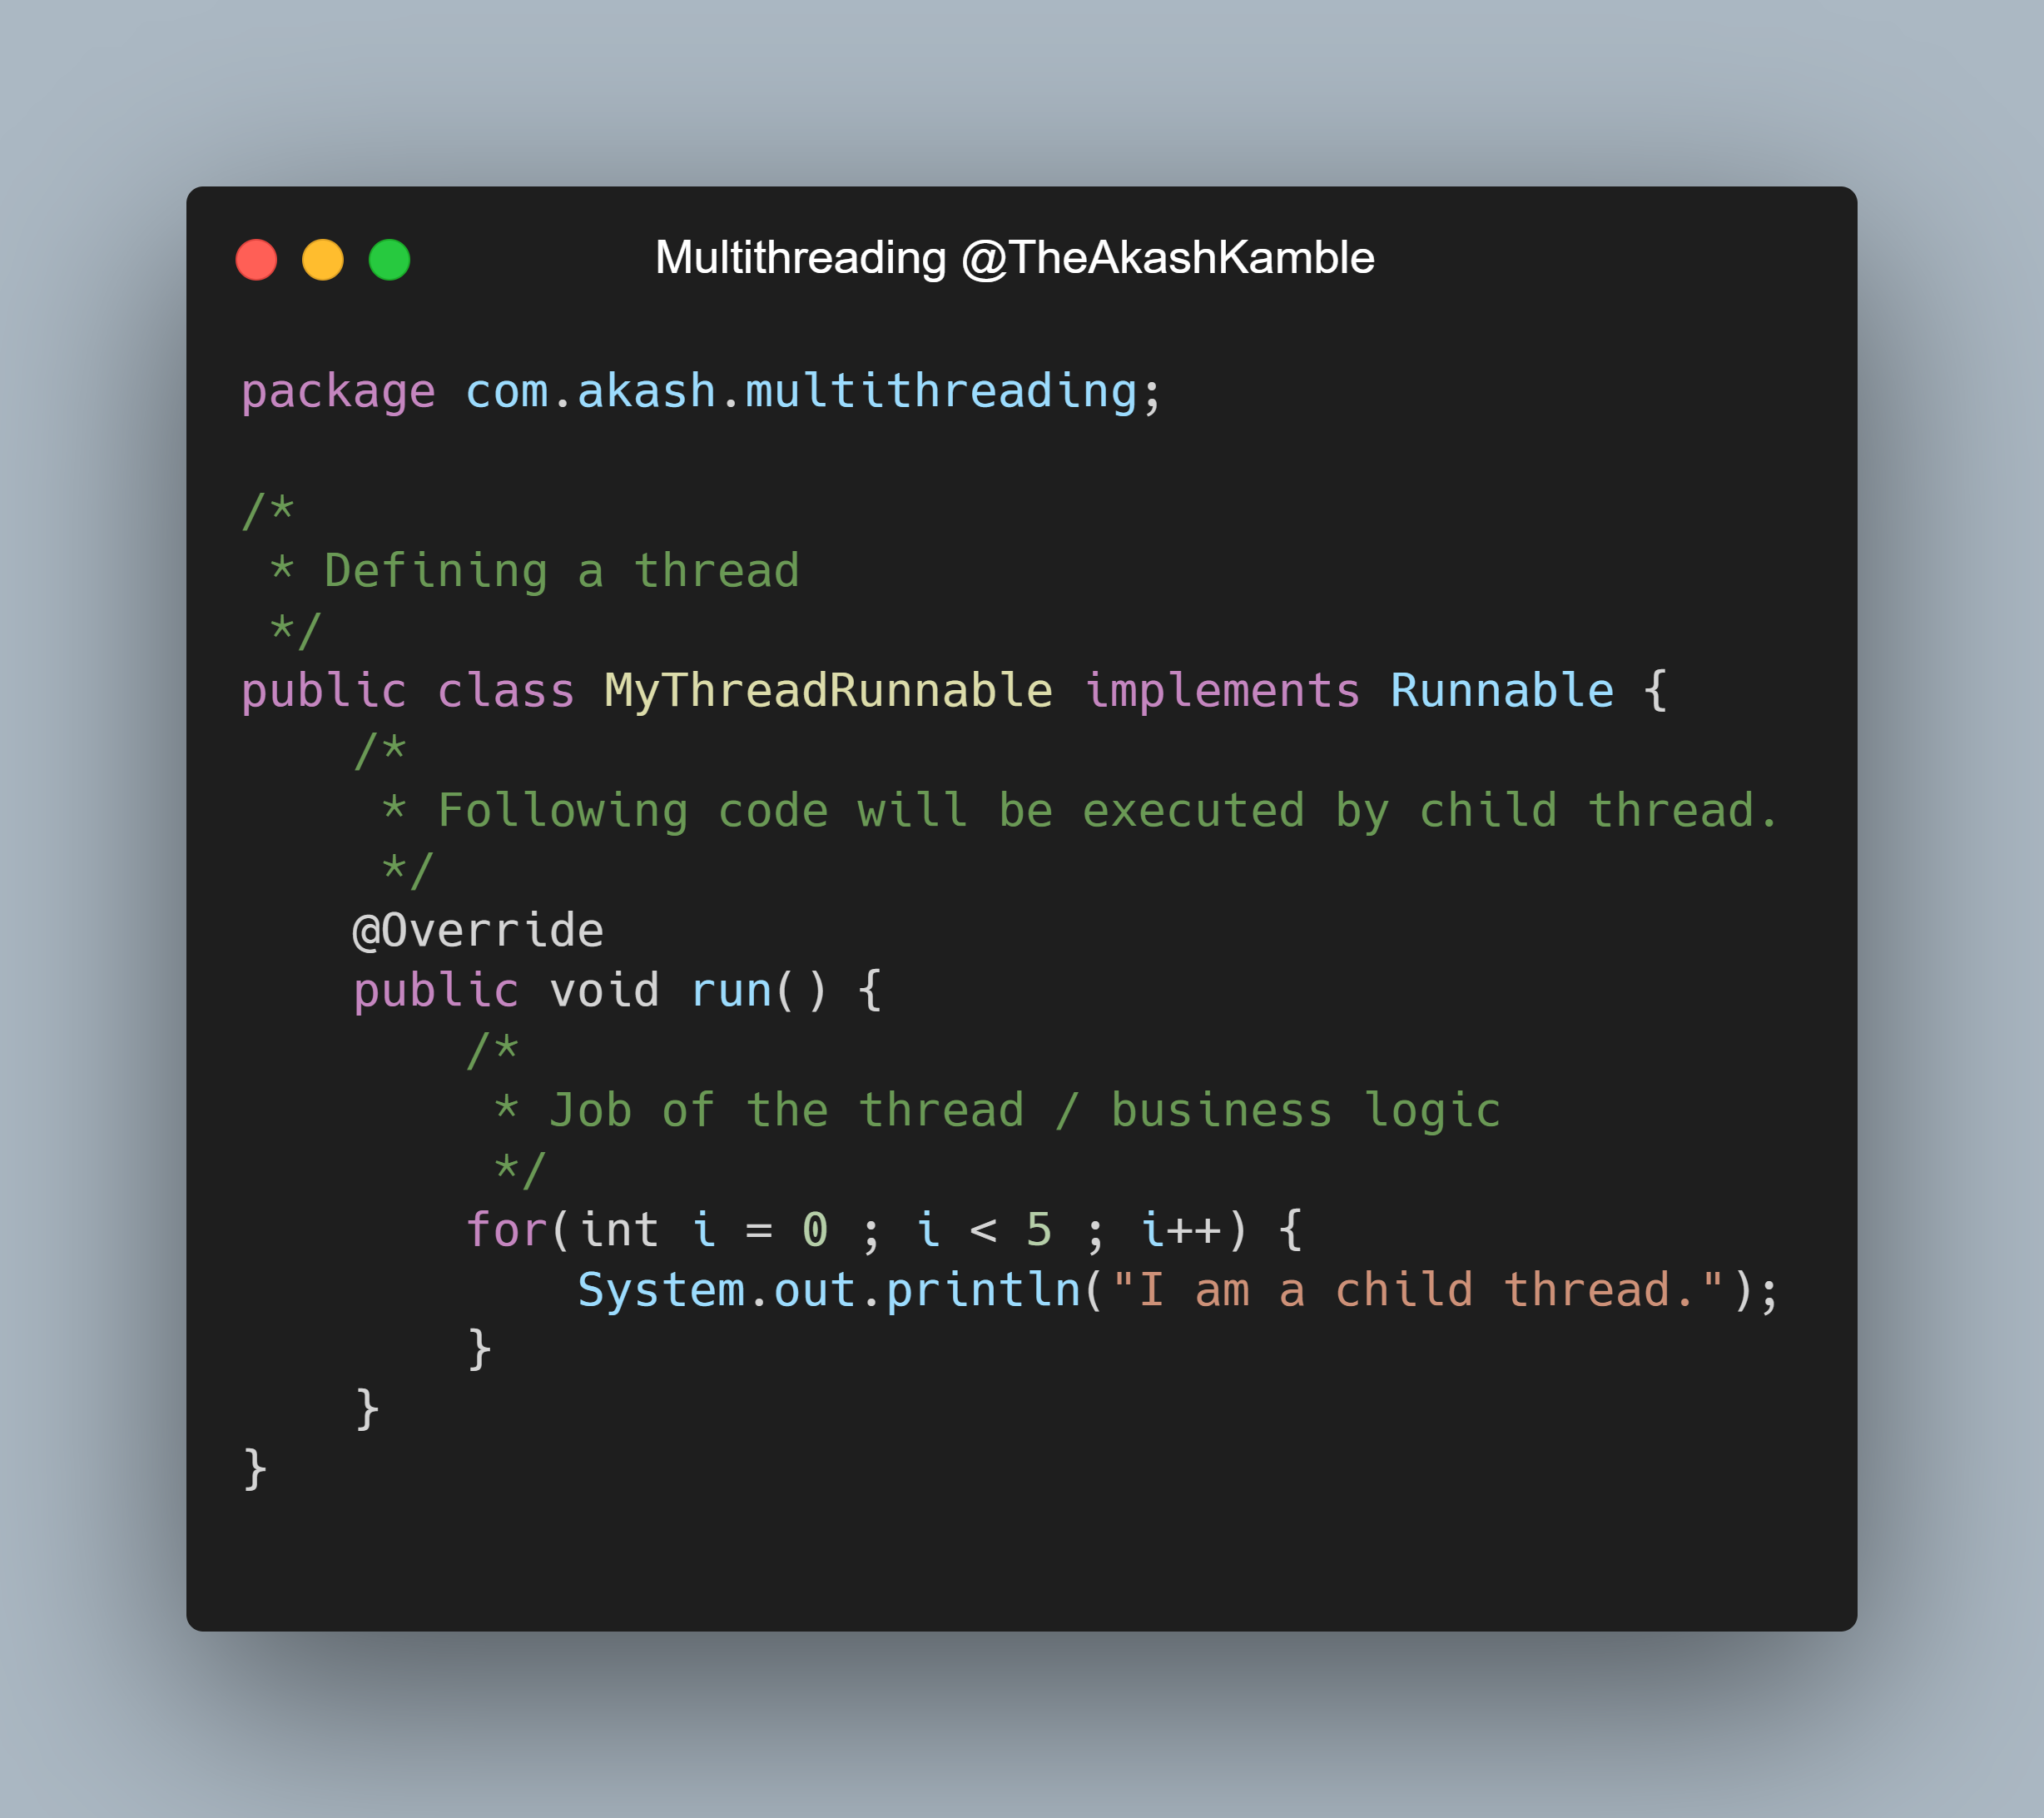 Multithreading @TheAkashKamble
package com.akash.multithreading;
/*
 * Defining a thread
 */
public class MyThreadRunnable implements Runnable {
    /*
     * Following code will be executed by child thread.
     */
    @Override
    public void run() {
        /*
         * Job of the thread / business logic
         */
        for(int i = 0 ; i < 5 ; i++) {
            System.out.println("I am a child thread.");
        }
    }
}